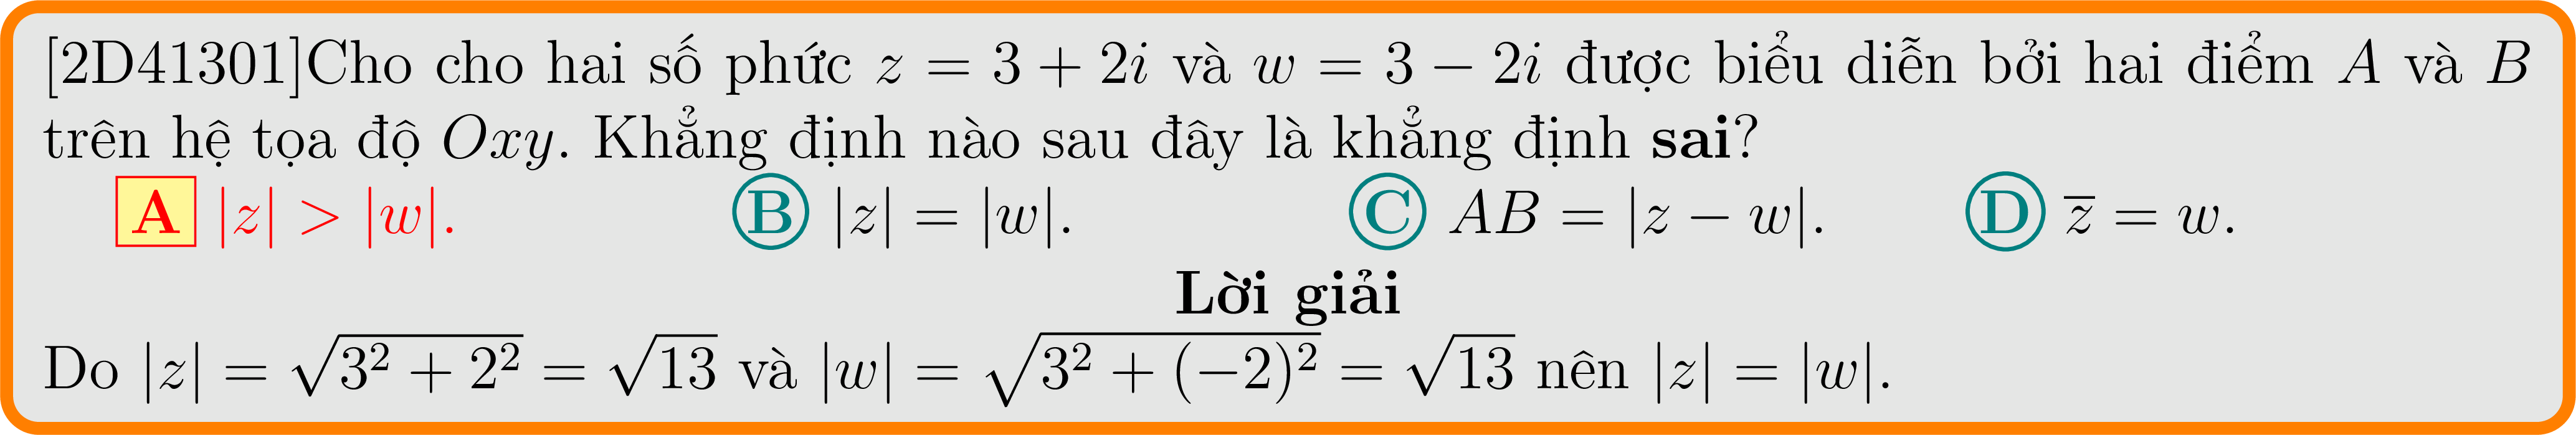 [2D41301]Cho cho hai số phức z = 3 + 2i và w = 3 − 2i được biểu diễn bởi hai điểm A và B
trên hệ tọa độ Oxy. Khẳng định nào sau đây là khẳng định sai?
A |z| > |w|. B |z| = |w|. C AB = |z − w|. D z̅ = w.
Lời giải
Do |z| = √(3² + 2²) = √13 và |w| = √(3² + (−2)²) = √13 nên |z| = |w|.